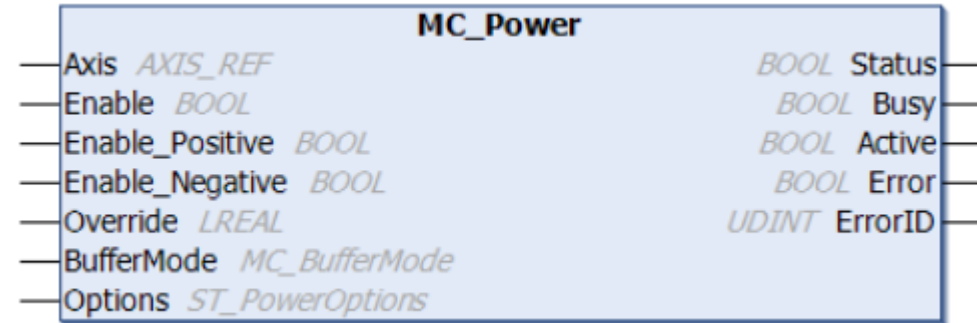 MC_Power
Axis AXIS_REF BOOL Status
Enable BOOL BOOL Busy
Enable_Positive BOOL BOOL Active
Enable_Negative BOOL BOOL Error
Override LREAL UDINT ErrorID
BufferMode MC_BufferMode
Options ST_PowerOptions